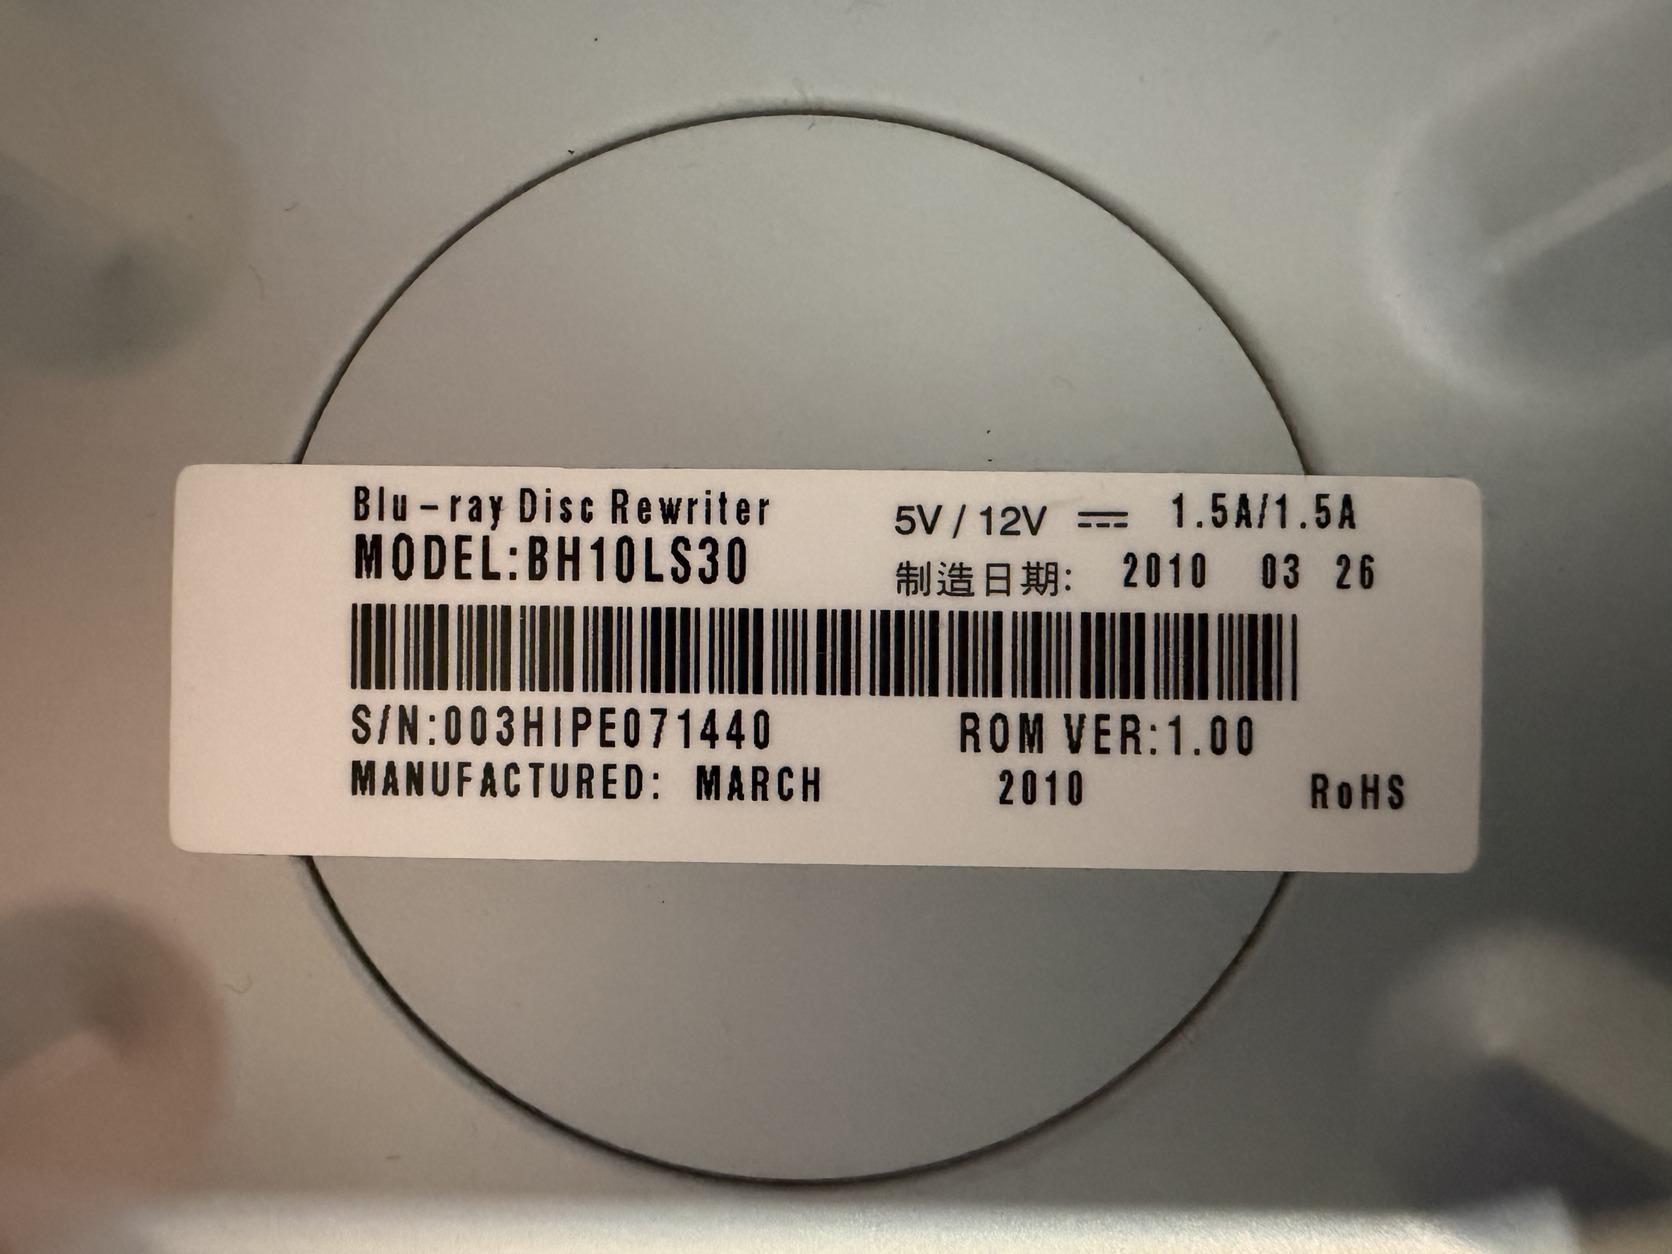 Blu-ray Disc Rewriter
5V / 12V ⎓ 1.5A/1.5A
MODEL:BH10LS30
制造日期: 2010 03 26
S/N:003HIPE071440
ROM VER:1.00
MANUFACTURED: MARCH 2010
RoHS